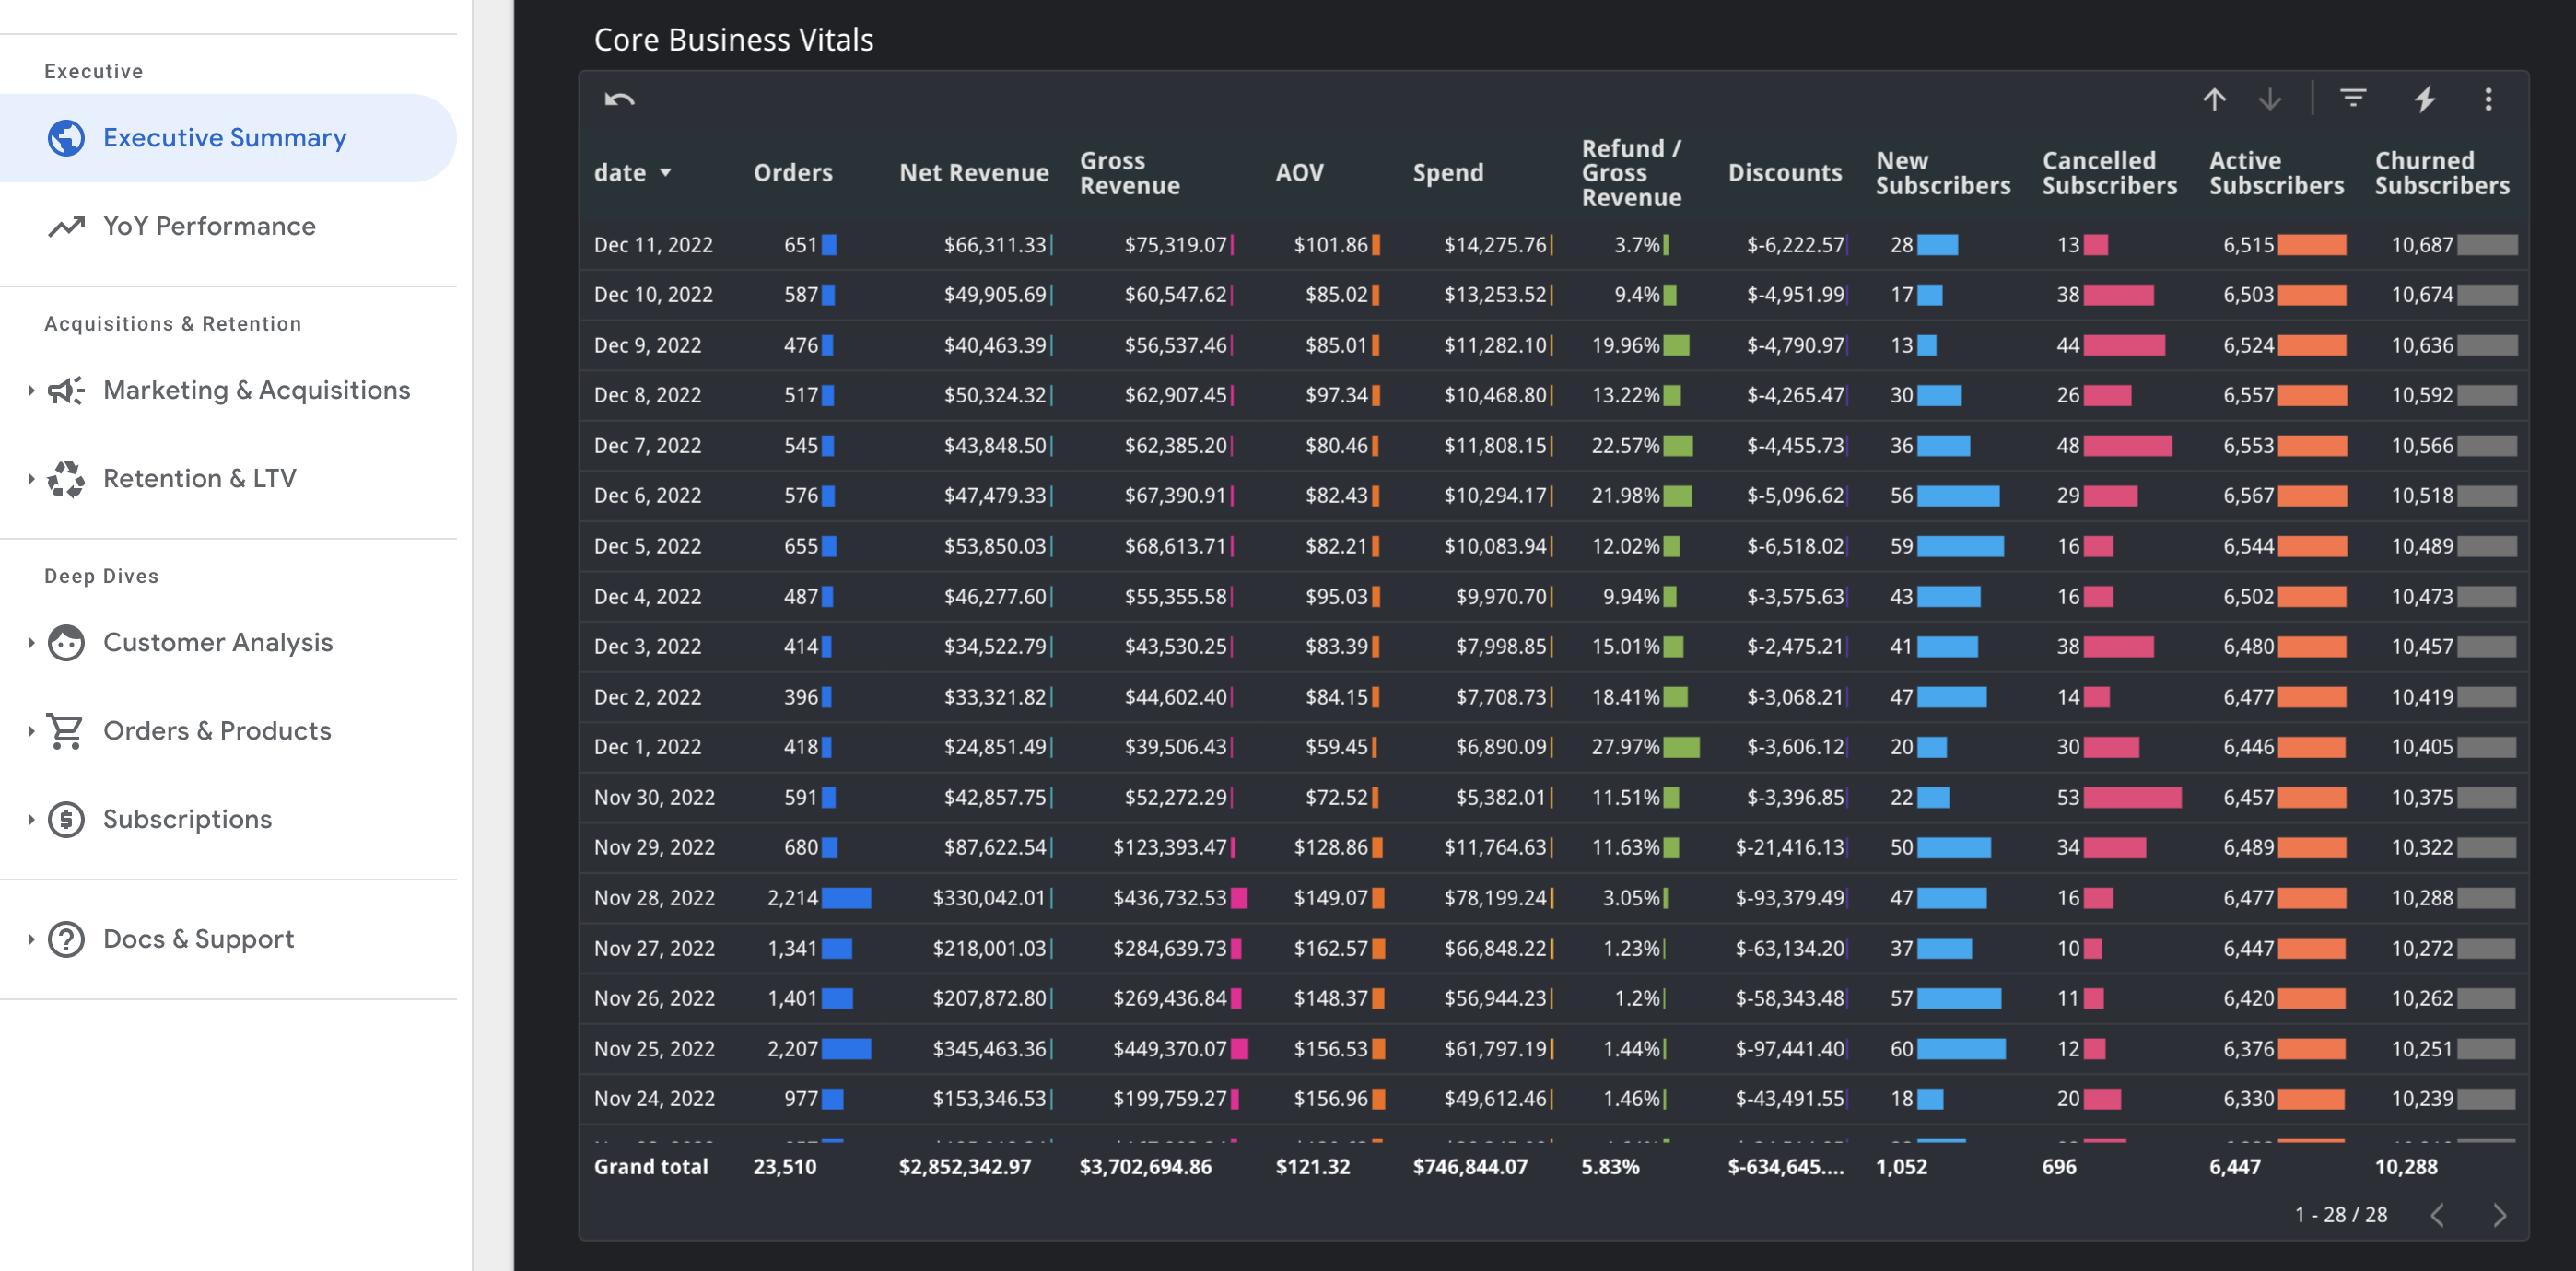 Executive
Executive Summary
YoY Performance
Acquisitions & Retention
Marketing & Acquisitions
Retention & LTV
Deep Dives
Customer Analysis
Orders & Products
Subscriptions
Docs & Support
Core Business Vitals
date Orders Net Revenue Gross Revenue AOV Spend Refund / Gross Revenue Discounts New Subscribers Cancelled Subscribers Active Subscribers Churned Subscribers
Dec 11, 2022 651 $66,311.33 $75,319.07 $101.86 $14,275.76 3.7% $-6,222.57 28 13 6,515 10,687
Dec 10, 2022 587 $49,905.69 $60,547.62 $85.02 $13,253.52 9.4% $-4,951.99 17 38 6,503 10,674
Dec 9, 2022 476 $40,463.39 $56,537.46 $85.01 $11,282.10 19.96% $-4,790.97 13 44 6,524 10,636
Dec 8, 2022 517 $50,324.32 $62,907.45 $97.34 $10,468.80 13.22% $-4,265.47 30 26 6,557 10,592
Dec 7, 2022 545 $43,848.50 $62,385.20 $80.46 $11,808.15 22.57% $-4,455.73 36 48 6,553 10,566
Dec 6, 2022 576 $47,479.33 $67,390.91 $82.43 $10,294.17 21.98% $-5,096.62 56 29 6,567 10,518
Dec 5, 2022 655 $53,850.03 $68,613.71 $82.21 $10,083.94 12.02% $-6,518.02 59 16 6,544 10,489
Dec 4, 2022 487 $46,277.60 $55,355.58 $95.03 $9,970.70 9.94% $-3,575.63 43 16 6,502 10,473
Dec 3, 2022 414 $34,522.79 $43,530.25 $83.39 $7,998.85 15.01% $-2,475.21 41 38 6,480 10,457
Dec 2, 2022 396 $33,321.82 $44,602.40 $84.15 $7,708.73 18.41% $-3,068.21 47 14 6,477 10,419
Dec 1, 2022 418 $24,851.49 $39,506.43 $59.45 $6,890.09 27.97% $-3,606.12 20 30 6,446 10,405
Nov 30, 2022 591 $42,857.75 $52,272.29 $72.52 $5,382.01 11.51% $-3,396.85 22 53 6,457 10,375
Nov 29, 2022 680 $87,622.54 $123,393.47 $128.86 $11,764.63 11.63% $-21,416.13 50 34 6,489 10,322
Nov 28, 2022 2,214 $330,042.01 $436,732.53 $149.07 $78,199.24 3.05% $-93,379.49 47 16 6,477 10,288
Nov 27, 2022 1,341 $218,001.03 $284,639.73 $162.57 $66,848.22 1.23% $-63,134.20 37 10 6,447 10,272
Nov 26, 2022 1,401 $207,872.80 $269,436.84 $148.37 $56,944.23 1.2% $-58,343.48 57 11 6,420 10,262
Nov 25, 2022 2,207 $345,463.36 $449,370.07 $156.53 $61,797.19 1.44% $-97,441.40 60 12 6,376 10,251
Nov 24, 2022 977 $153,346.53 $199,759.27 $156.96 $49,612.46 1.46% $-43,491.55 18 20 6,330 10,239
Grand total 23,510 $2,852,342.97 $3,702,694.86 $121.32 $746,844.07 5.83% $-634,645.... 1,052 696 6,447 10,288
1 - 28 / 28